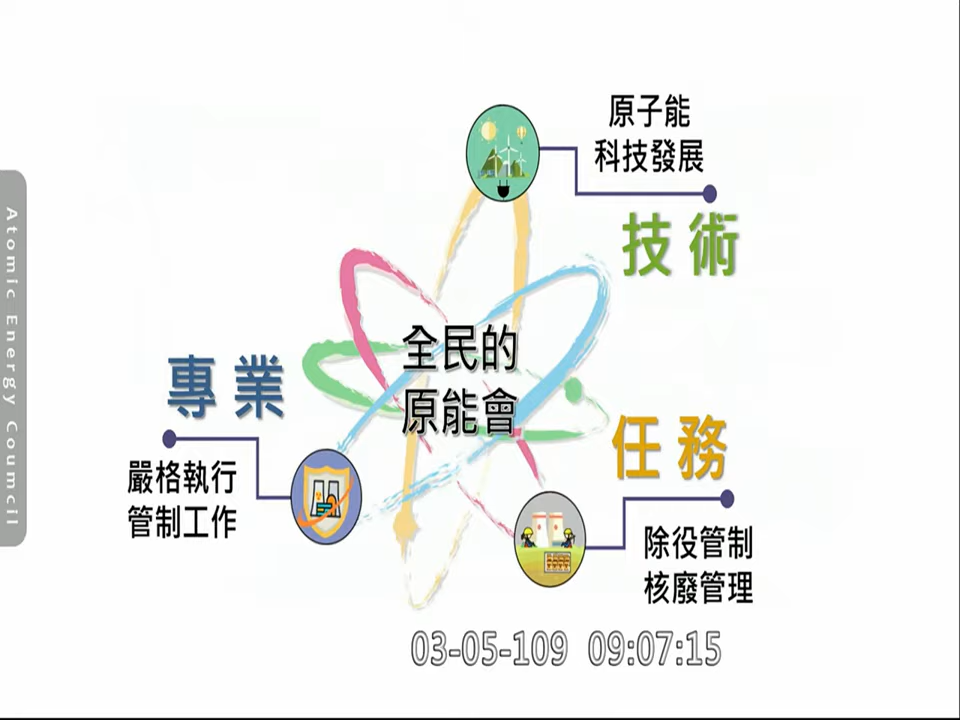 原子能
科技發展
技術
全民的
原能會
專業
嚴格執行
管制工作
任務
除役管制
核廢管理
Atomic Energy Coumcil
03-05-109 09:07:15